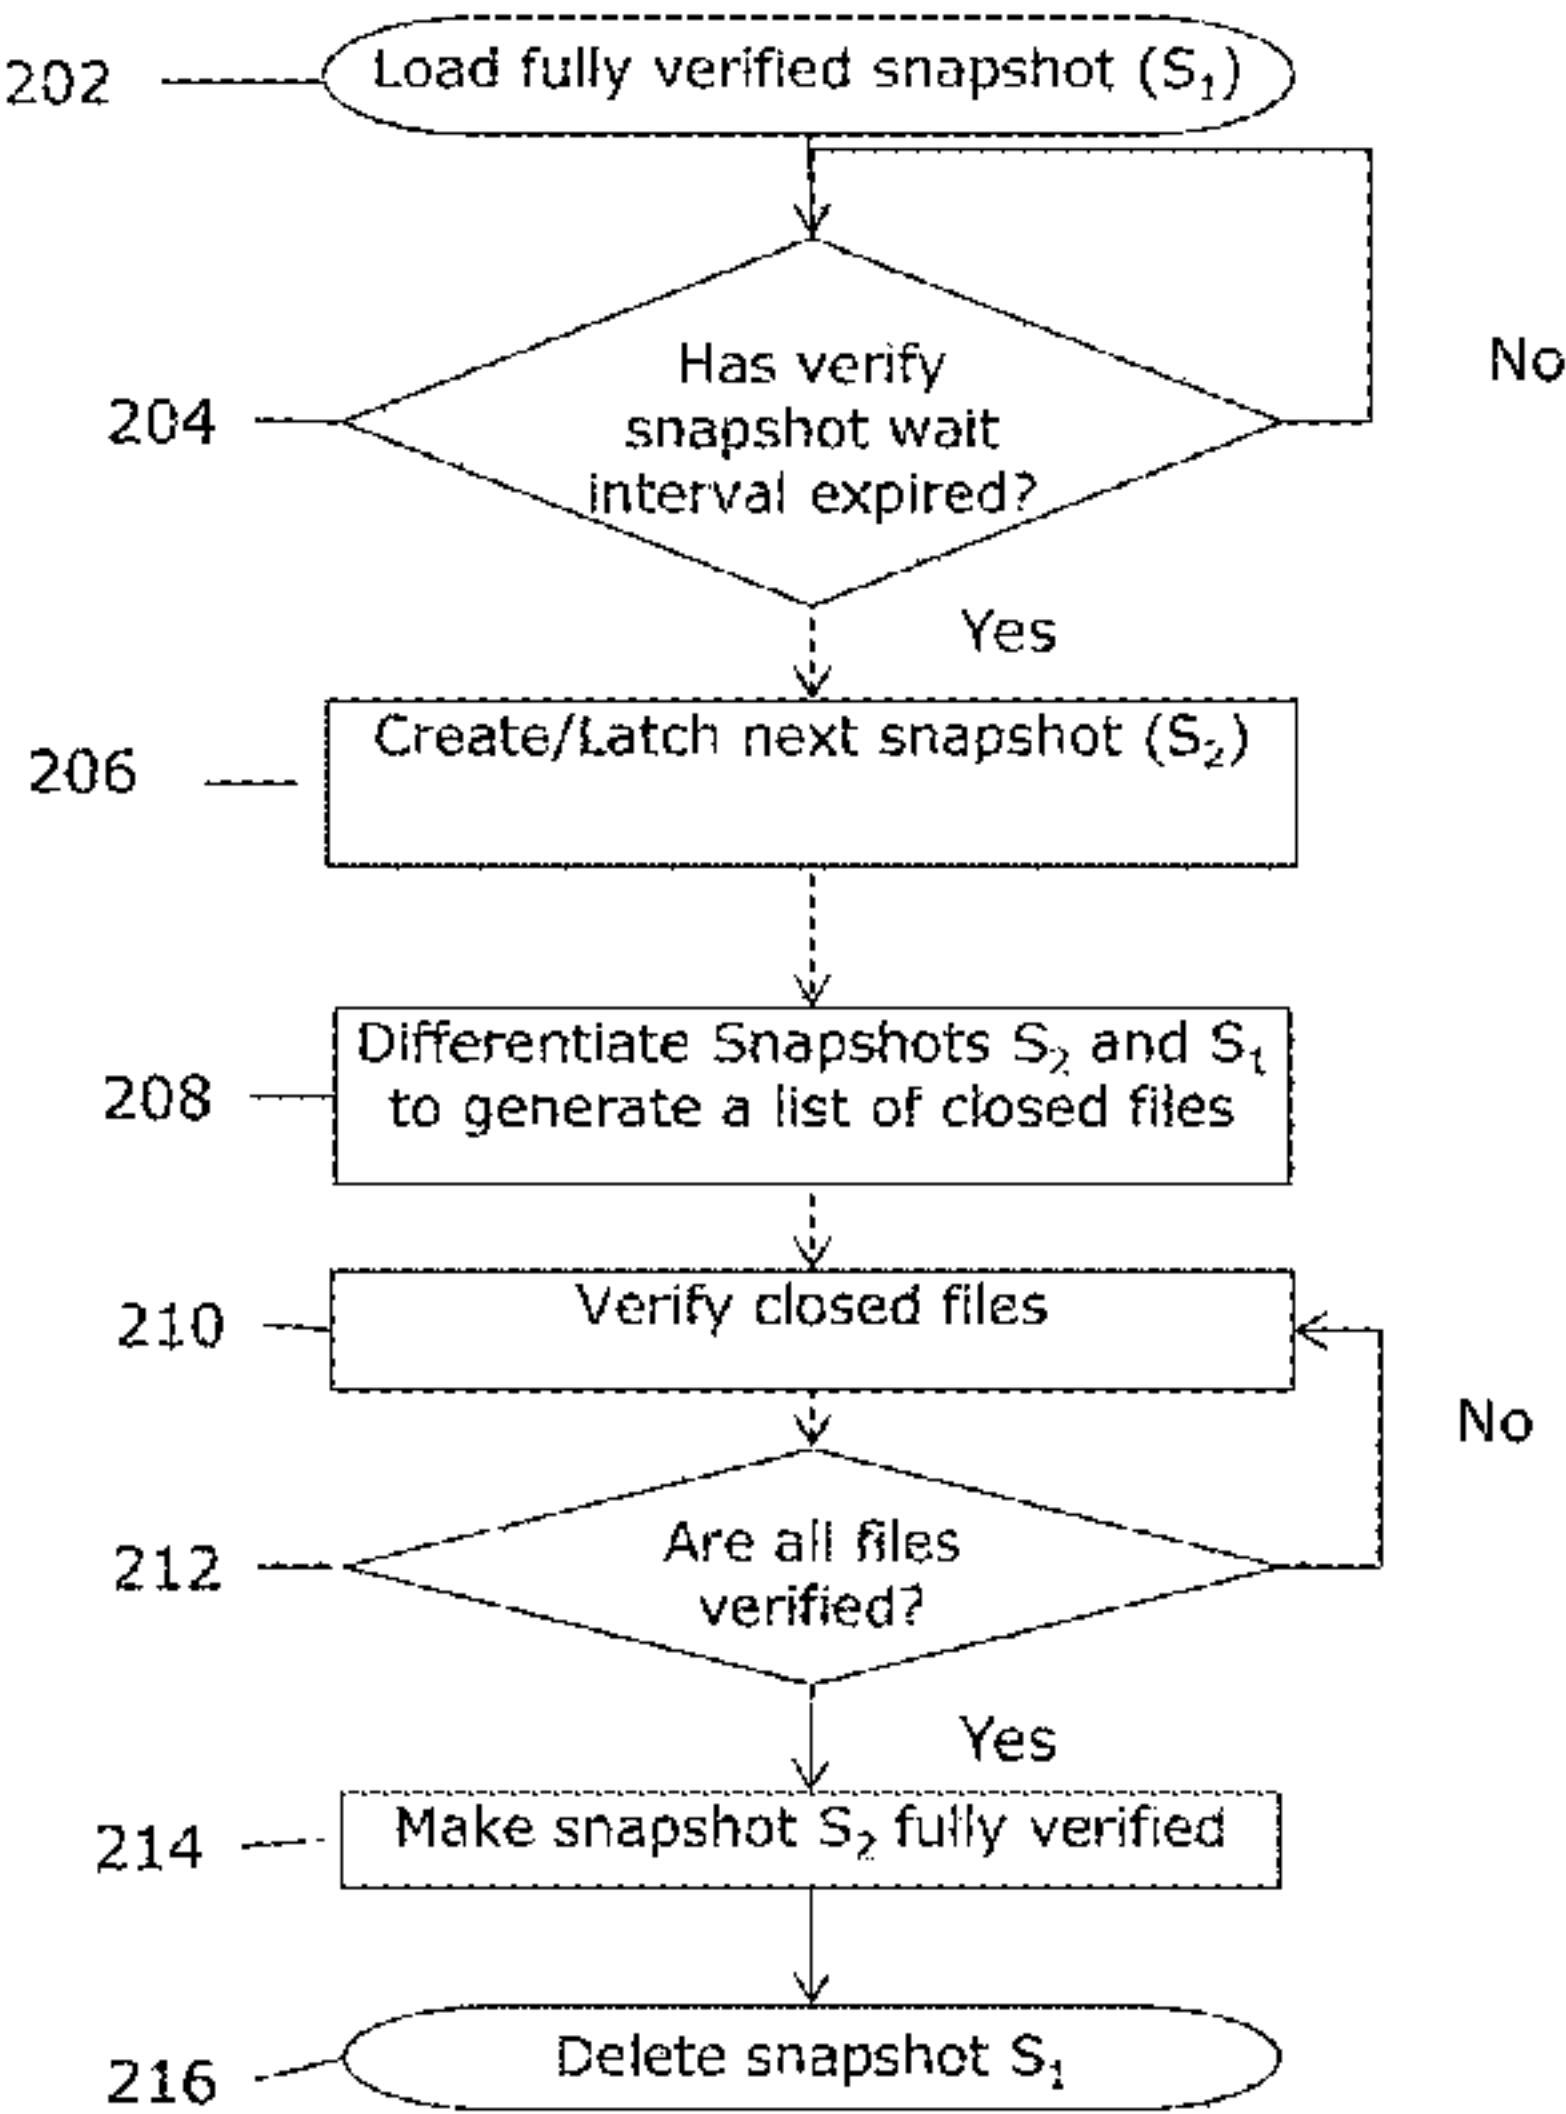 202
Load fully verified snapshot (S₁)
204
Has verify
snapshot wait
interval expired?
No
Yes
206
Create/Latch next snapshot (S₂)
208
Differentiate Snapshots S₂ and S₁
to generate a list of closed files
210
Verify closed files
212
Are all files
verified?
No
Yes
214
Make snapshot S₂ fully verified
216
Delete snapshot S₁